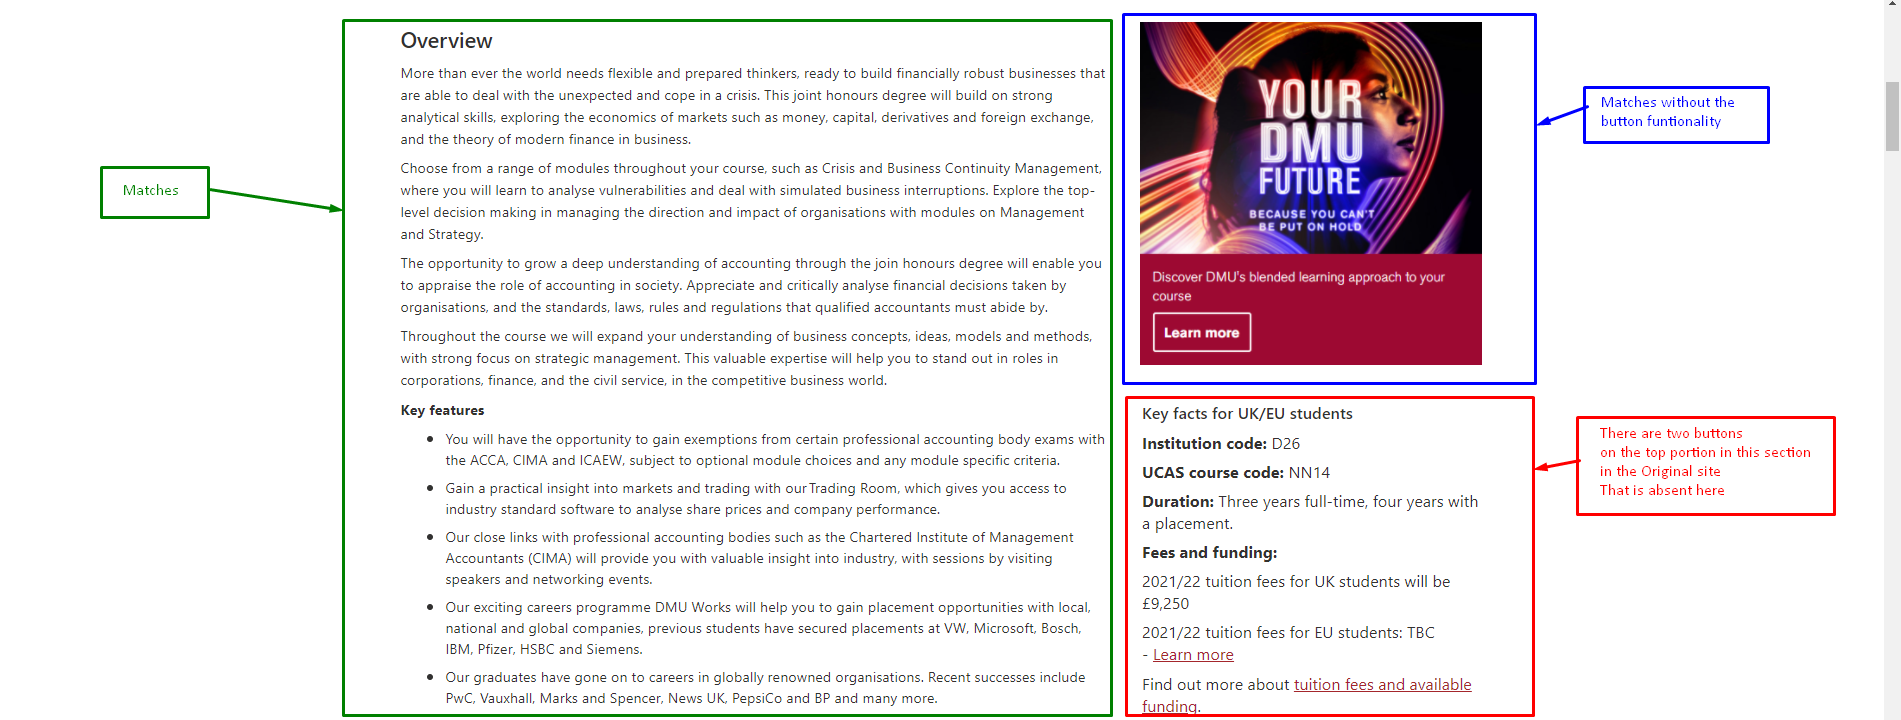 Matches
Overview
More than ever the world needs flexible and prepared thinkers, ready to build financially robust businesses that
are able to deal with the unexpected and cope in a crisis. This joint honours degree will build on strong
analytical skills, exploring the economics of markets such as money, capital, derivatives and foreign exchange,
and the theory of modern finance in business.
Choose from a range of modules throughout your course, such as Crisis and Business Continuity Management,
where you will learn to analyse vulnerabilities and deal with simulated business interruptions. Explore the top-
level decision making in managing the direction and impact of organisations with modules on Management
and Strategy.
The opportunity to grow a deep understanding of accounting through the join honours degree will enable you
to appraise the role of accounting in society. Appreciate and critically analyse financial decisions taken by
organisations, and the standards, laws, rules and regulations that qualified accountants must abide by.
Throughout the course we will expand your understanding of business concepts, ideas, models and methods,
with strong focus on strategic management. This valuable expertise will help you to stand out in roles in
corporations, finance, and the civil service, in the competitive business world.
Key features
• You will have the opportunity to gain exemptions from certain professional accounting body exams with
the ACCA, CIMA and ICAEW, subject to optional module choices and any module specific criteria.
• Gain a practical insight into markets and trading with our Trading Room, which gives you access to
industry standard software to analyse share prices and company performance.
• Our close links with professional accounting bodies such as the Chartered Institute of Management
Accountants (CIMA) will provide you with valuable insight into industry, with sessions by visiting
speakers and networking events.
• Our exciting careers programme DMU Works will help you to gain placement opportunities with local,
national and global companies, previous students have secured placements at VW, Microsoft, Bosch,
IBM, Pfizer, HSBC and Siemens.
• Our graduates have gone on to careers in globally renowned organisations. Recent successes include
PwC, Vauxhall, Marks and Spencer, News UK, PepsiCo and BP and many more.
YOUR
DMU
FUTURE
BECAUSE YOU CAN'T
BE PUT ON HOLD
Discover DMU's blended learning approach to your
course
Learn more
Matches without the
button funtionality
Key facts for UK/EU students
Institution code: D26
UCAS course code: NN14
Duration: Three years full-time, four years with
a placement.
Fees and funding:
2021/22 tuition fees for UK students will be
£9,250
2021/22 tuition fees for EU students: TBC
- Learn more
Find out more about tuition fees and available
funding.
There are two buttons
on the top portion in this section
in the Original site
That is absent here